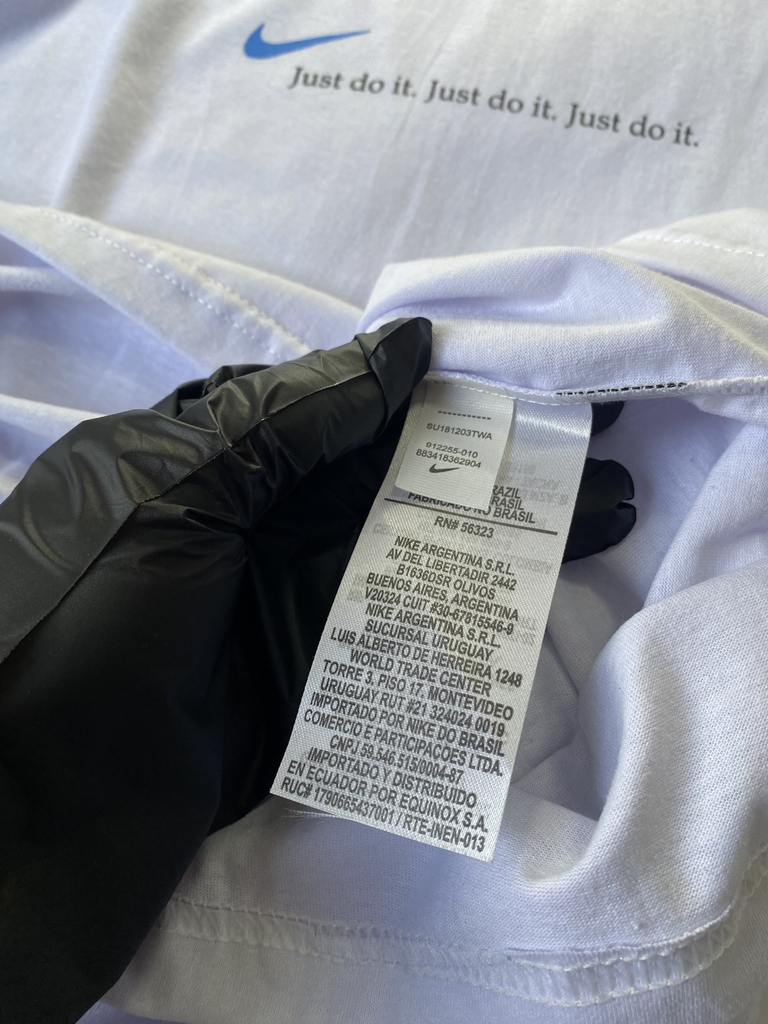 Just do it. Just do it. Just do it.
SU181203TWA
912255-010
883418362904
RAZIL
BRASIL
FABRICADO NO BRASIL
RN# 56323
NIKE ARGENTINA S.R.L.
AV DEL LIBERTADIR 2442
B1636DSR OLIVOS
BUENOS AIRES, ARGENTINA
V20324 CUIT #30-67815546-9
NIKE ARGENTINA S.R.L.
SUCURSAL URUGUAY
LUIS ALBERTO DE HERREIRA 1248
WORLD TRADE CENTER
TORRE 3. PISO 17. MONTEVIDEO
URUGUAY RUT #21 324024 0019
IMPORTADO POR NIKE DO BRASIL
COMERCIO E PARTICIPACOES LTDA.
CNPJ 59.546.515/0004-87
IMPORTADO Y DISTRIBUIDO
EN ECUADOR POR EQUINOX S.A.
RUC# 1790665437001 / RTE-INEN-013